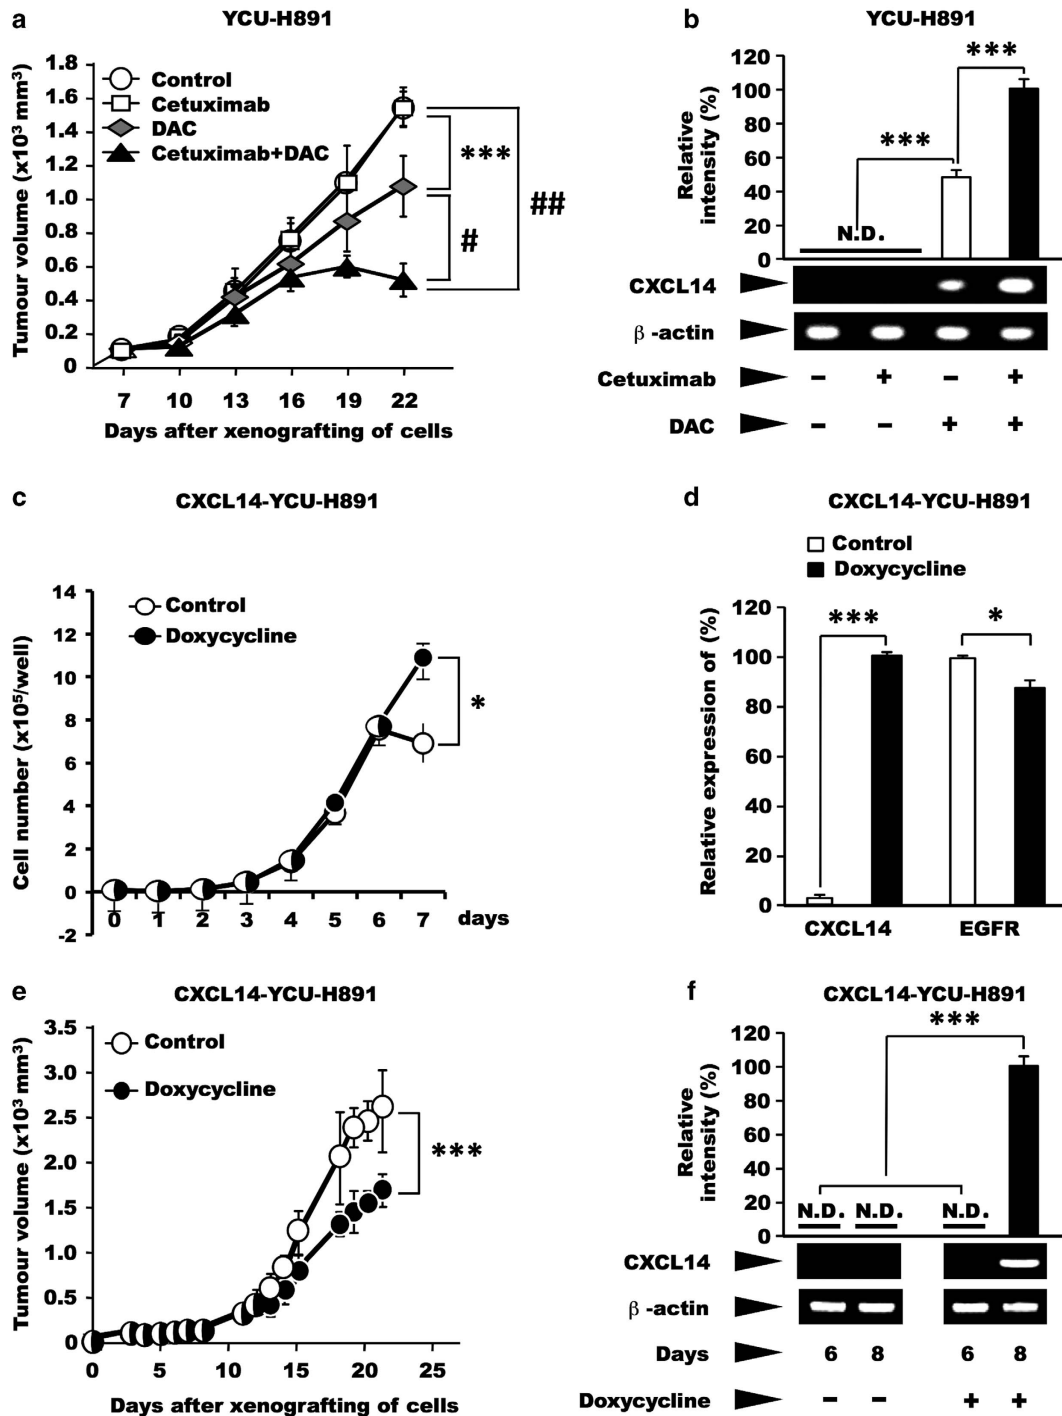 a
YCU-H891
Tumour volume (x10³ mm³)
1.8
1.6
1.4
1.2
1.0
0.8
0.6
0.4
0.2
0
Control
Cetuximab
DAC
Cetuximab+DAC
***
#
##
7 10 13 16 19 22
Days after xenografting of cells
b
YCU-H891
Relative
intensity (%)
120
100
80
60
40
20
0
N.D.
***
***
CXCL14
β -actin
Cetuximab - + - +
DAC - - + +
c
CXCL14-YCU-H891
Cell number (x10⁵/well)
14
12
10
8
6
4
2
0
-2
Control
Doxycycline
*
0 1 2 3 4 5 6 7 days
d
CXCL14-YCU-H891
Control
Doxycycline
Relative expression of (%)
120
100
80
60
40
20
0
***
*
CXCL14 EGFR
e
CXCL14-YCU-H891
Tumour volume (x10³ mm³)
3.5
3.0
2.5
2.0
1.5
1.0
0.5
0
Control
Doxycycline
***
0 5 10 15 20 25
Days after xenografting of cells
f
CXCL14-YCU-H891
Relative
intensity (%)
120
100
80
60
40
20
0
***
N.D. N.D. N.D.
CXCL14
β -actin
Days 6 8 6 8
Doxycycline - - + +